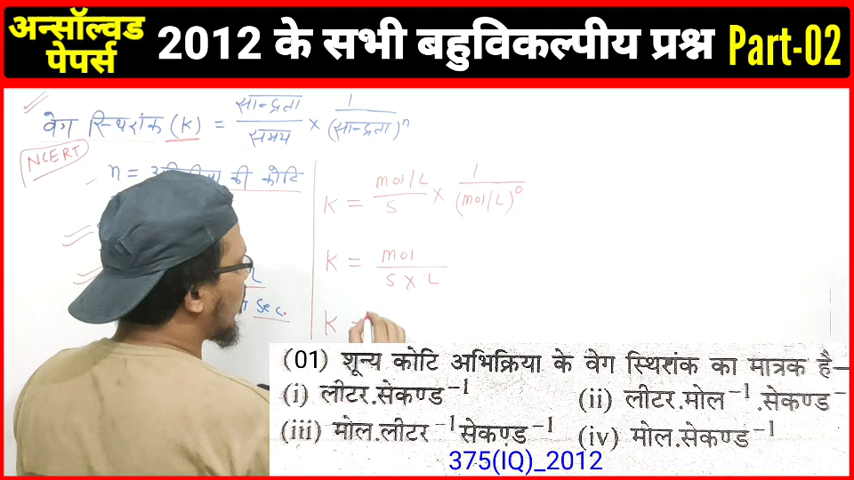 अन्सॉल्वड पेपर्स
2012 के सभी बहुविकल्पीय प्रश्न Part-02
वेग स्थिरांक (K) = सान्द्रता / समय × 1 / (सान्द्रता)ⁿ
NCERT
n = की कोटि
Sec.
K = mol/L / S × 1 / (mol/L)⁰
K = mol / S × L
K
(01) शून्य कोटि अभिक्रिया के वेग स्थिरांक का मात्रक है–
(i) लीटर.सेकण्ड⁻¹ (ii) लीटर.मोल⁻¹.सेकण्ड⁻
(iii) मोल.लीटर⁻¹सेकण्ड⁻¹ (iv) मोल.सेकण्ड⁻¹
375(IQ)_2012